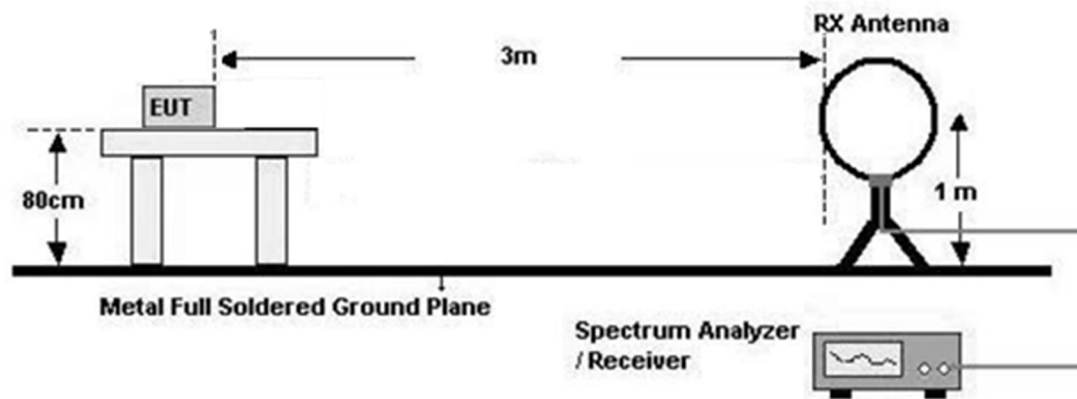 RX Antenna
3m
EUT
80cm
1 m
Metal Full Soldered Ground Plane
Spectrum Analyzer
/ Receiver